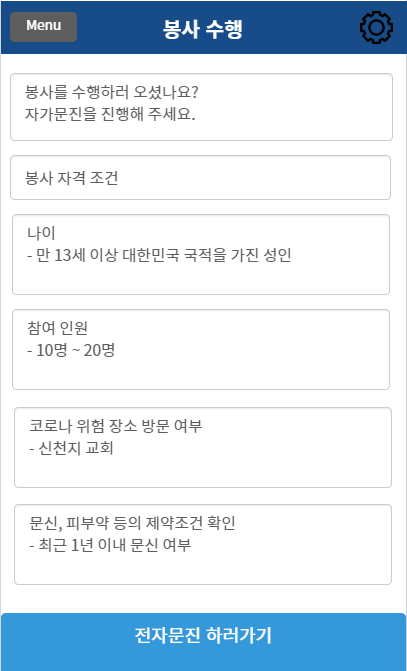 Menu
봉사 수행
봉사를 수행하러 오셨나요?
자가문진을 진행해 주세요.
봉사 자격 조건
나이
- 만 13세 이상 대한민국 국적을 가진 성인
참여 인원
- 10명 ~ 20명
코로나 위험 장소 방문 여부
- 신천지 교회
문신, 피부약 등의 제약조건 확인
- 최근 1년 이내 문신 여부
전자문진 하러가기